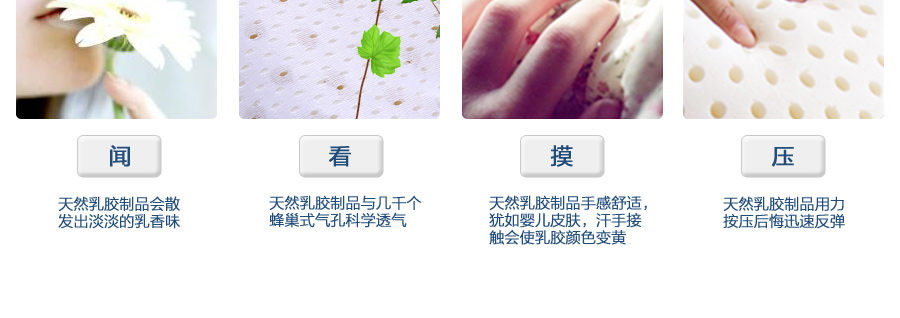 闻
天然乳胶制品会散
发出淡淡的乳香味
看
天然乳胶制品与几千个
蜂巢式气孔科学透气
摸
天然乳胶制品手感舒适，
犹如婴儿皮肤，汗手接
触会使乳胶颜色变黄
压
天然乳胶制品用力
按压后悔迅速反弹